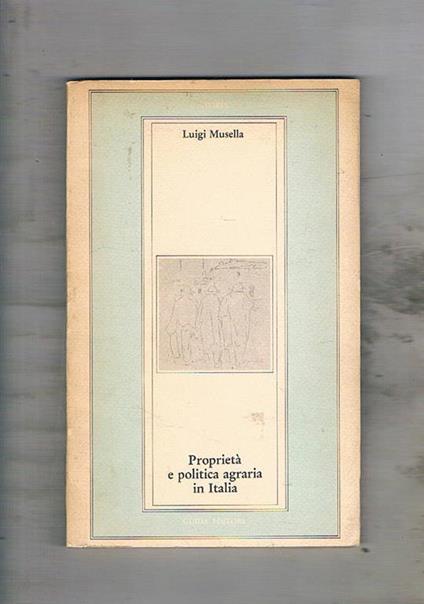 Luigi Musella
Proprietà
e politica agraria
in Italia
Guida Editori